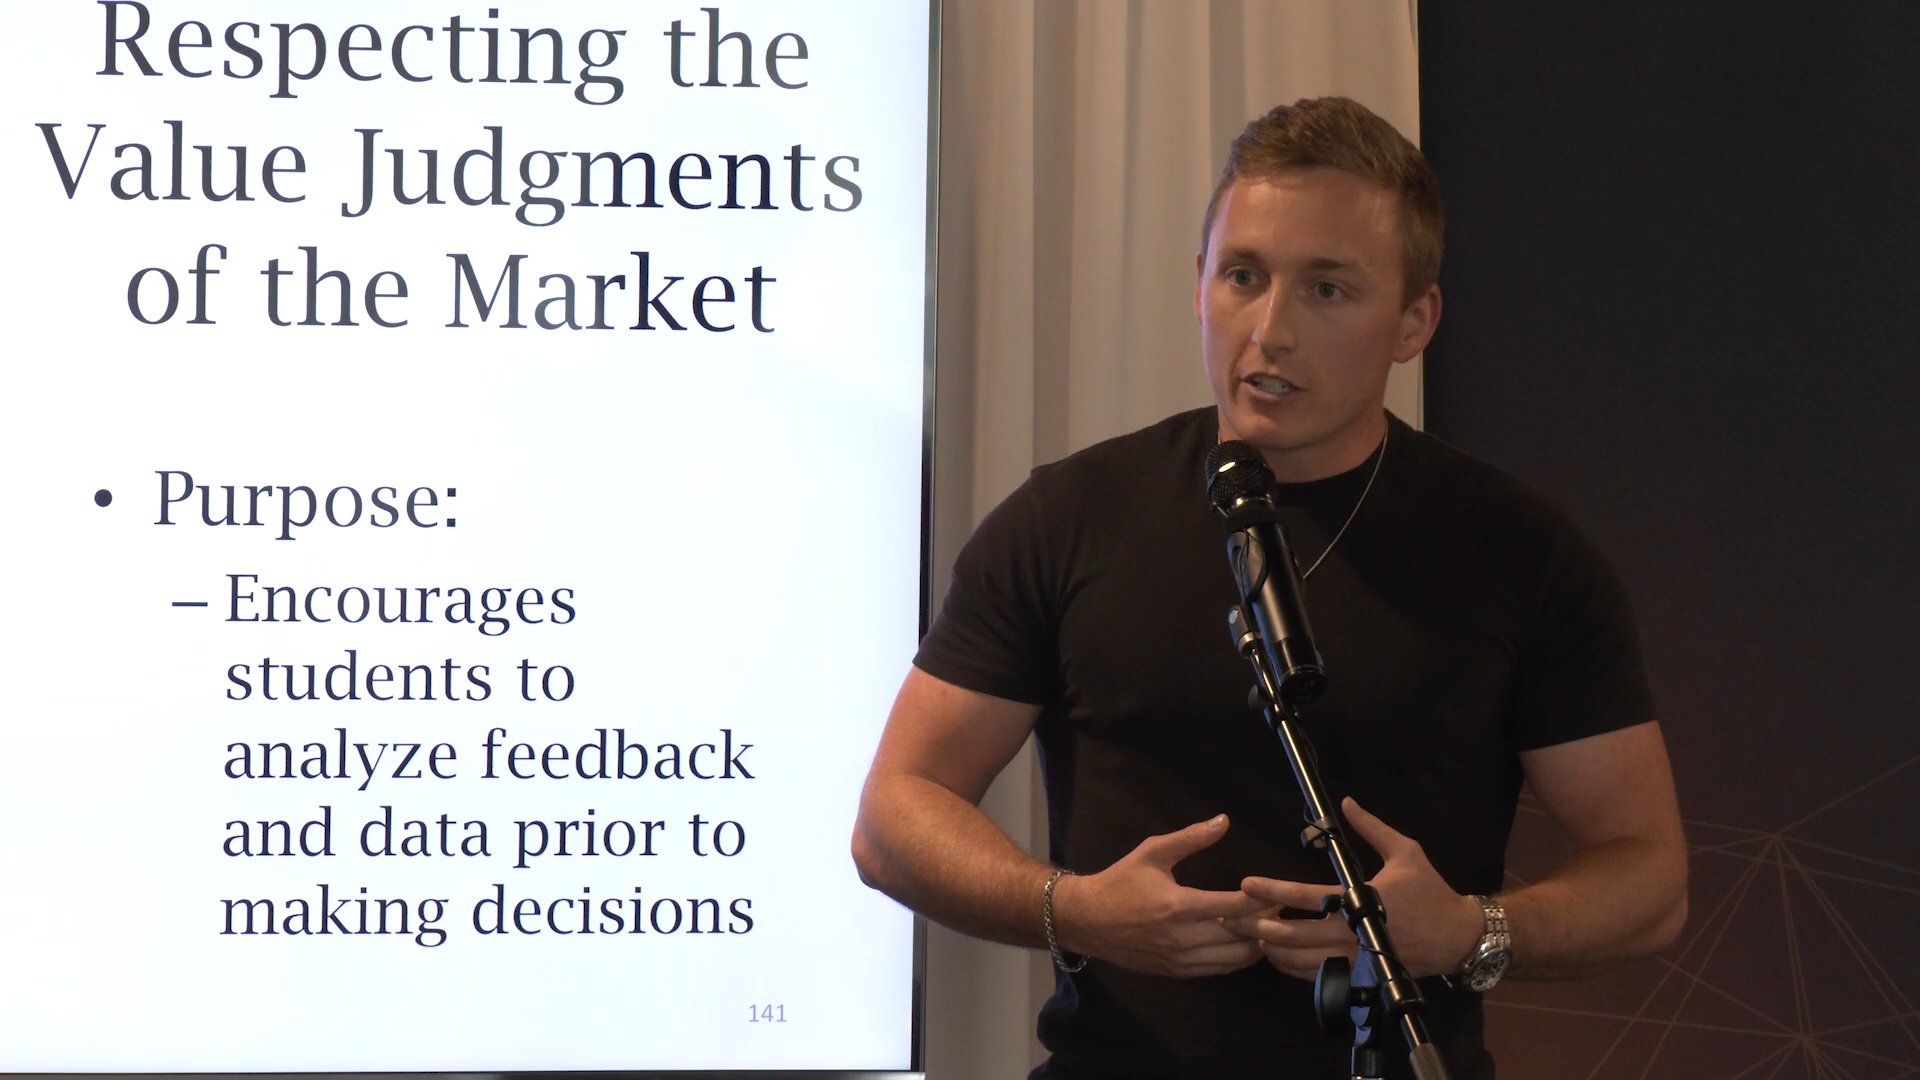 Respecting the
Value Judgments
of the Market
• Purpose:
– Encourages
students to
analyze feedback
and data prior to
making decisions
141